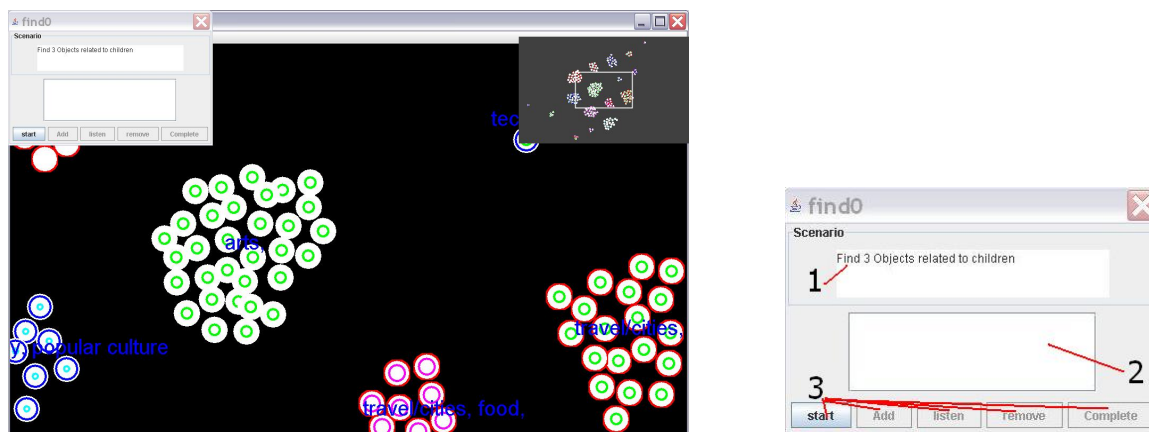 find0
Scenario
Find 3 Objects related to children
start Add listen remove Complete
tec
arts,
travel/cities,
y, popular culture
travel/cities, food,
find0
Scenario
Find 3 Objects related to children
1
2
3
start Add listen remove Complete